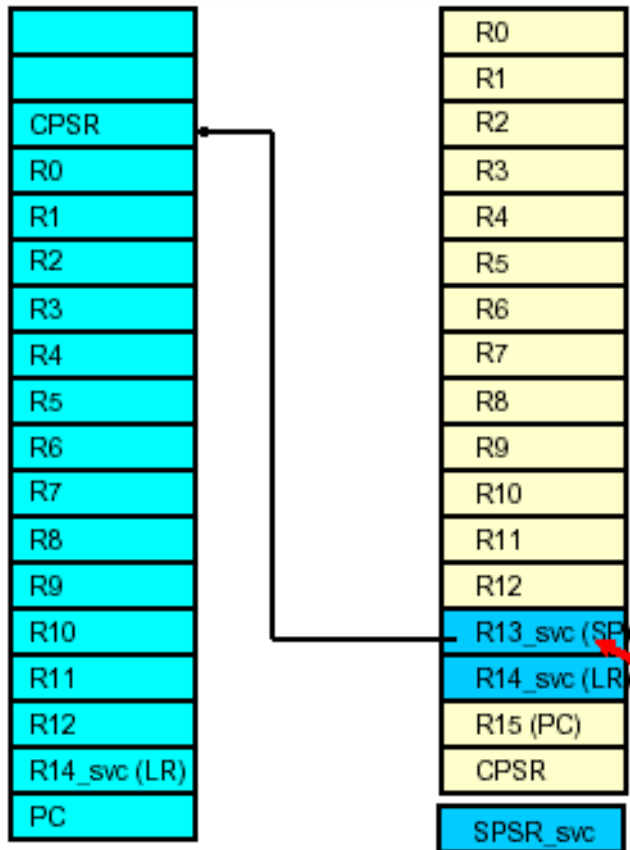 CPSR
R0
R1
R2
R3
R4
R5
R6
R7
R8
R9
R10
R11
R12
R14_svc (LR)
PC
R0
R1
R2
R3
R4
R5
R6
R7
R8
R9
R10
R11
R12
R13_svc (SP
R14_svc (LR)
R15 (PC)
CPSR
SPSR_svc